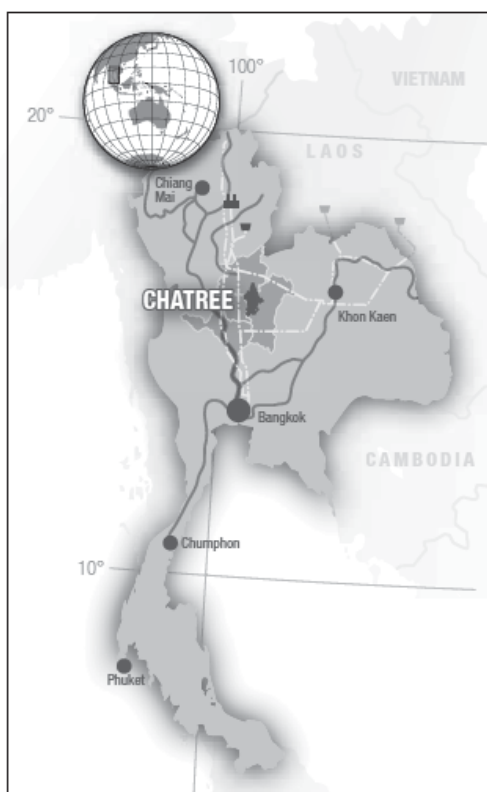 100°
VIETNAM
20°
LAOS
Chiang
Mai
CHATREE
Khon Kaen
Bangkok
CAMBODIA
Chumphon
10°
Phuket